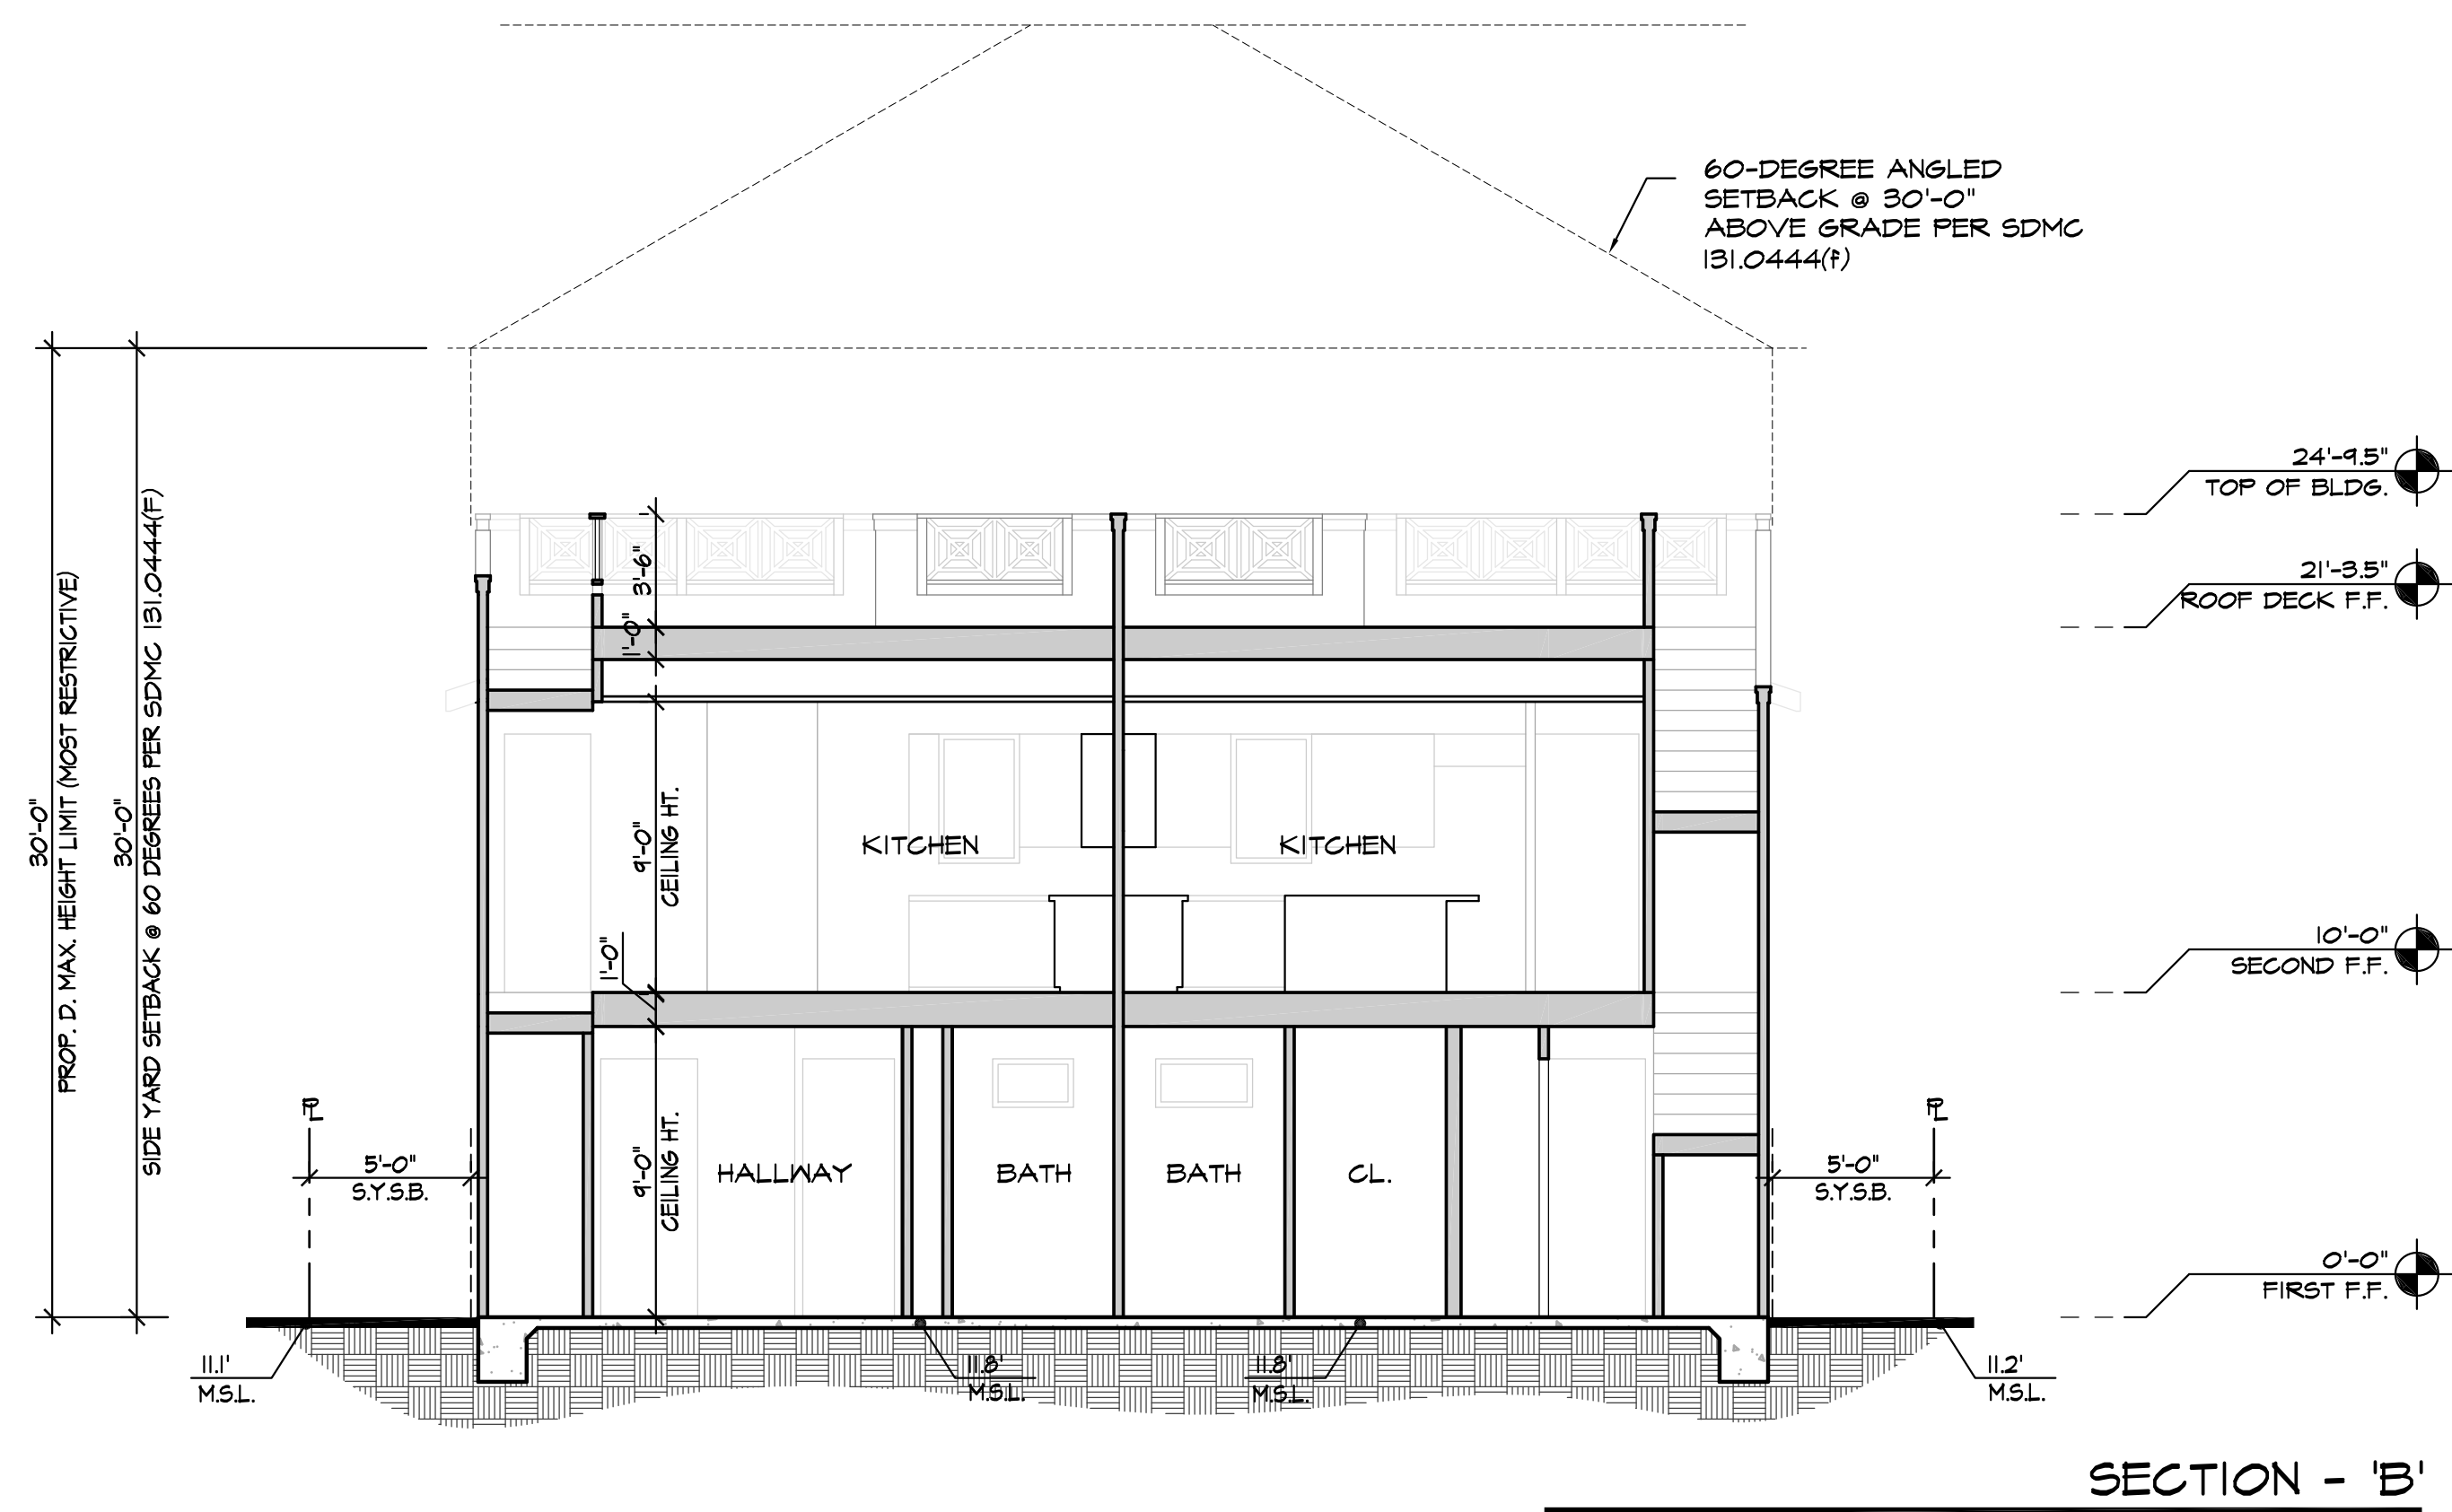 60-DEGREE ANGLED
SETBACK @ 30'-0"
ABOVE GRADE PER SDMC
131.0444(f)
30'-0"
PROP. D. MAX. HEIGHT LIMIT (MOST RESTRICTIVE)
30'-0"
SIDE YARD SETBACK @ 60 DEGREES PER SDMC 131.0444(F)
24'-9.5"
TOP OF BLDG.
21'-3.5"
ROOF DECK F.F.
3'-6"
1'-0"
9'-0"
CEILING HT.
KITCHEN
KITCHEN
1'-0"
10'-0"
SECOND F.F.
PL
PL
5'-0"
S.Y.S.B.
9'-0"
CEILING HT.
HALLWAY
BATH
BATH
CL.
5'-0"
S.Y.S.B.
0'-0"
FIRST F.F.
11.1'
M.S.L.
11.8'
M.S.L.
11.8'
M.S.L.
11.2'
M.S.L.
SECTION - 'B'